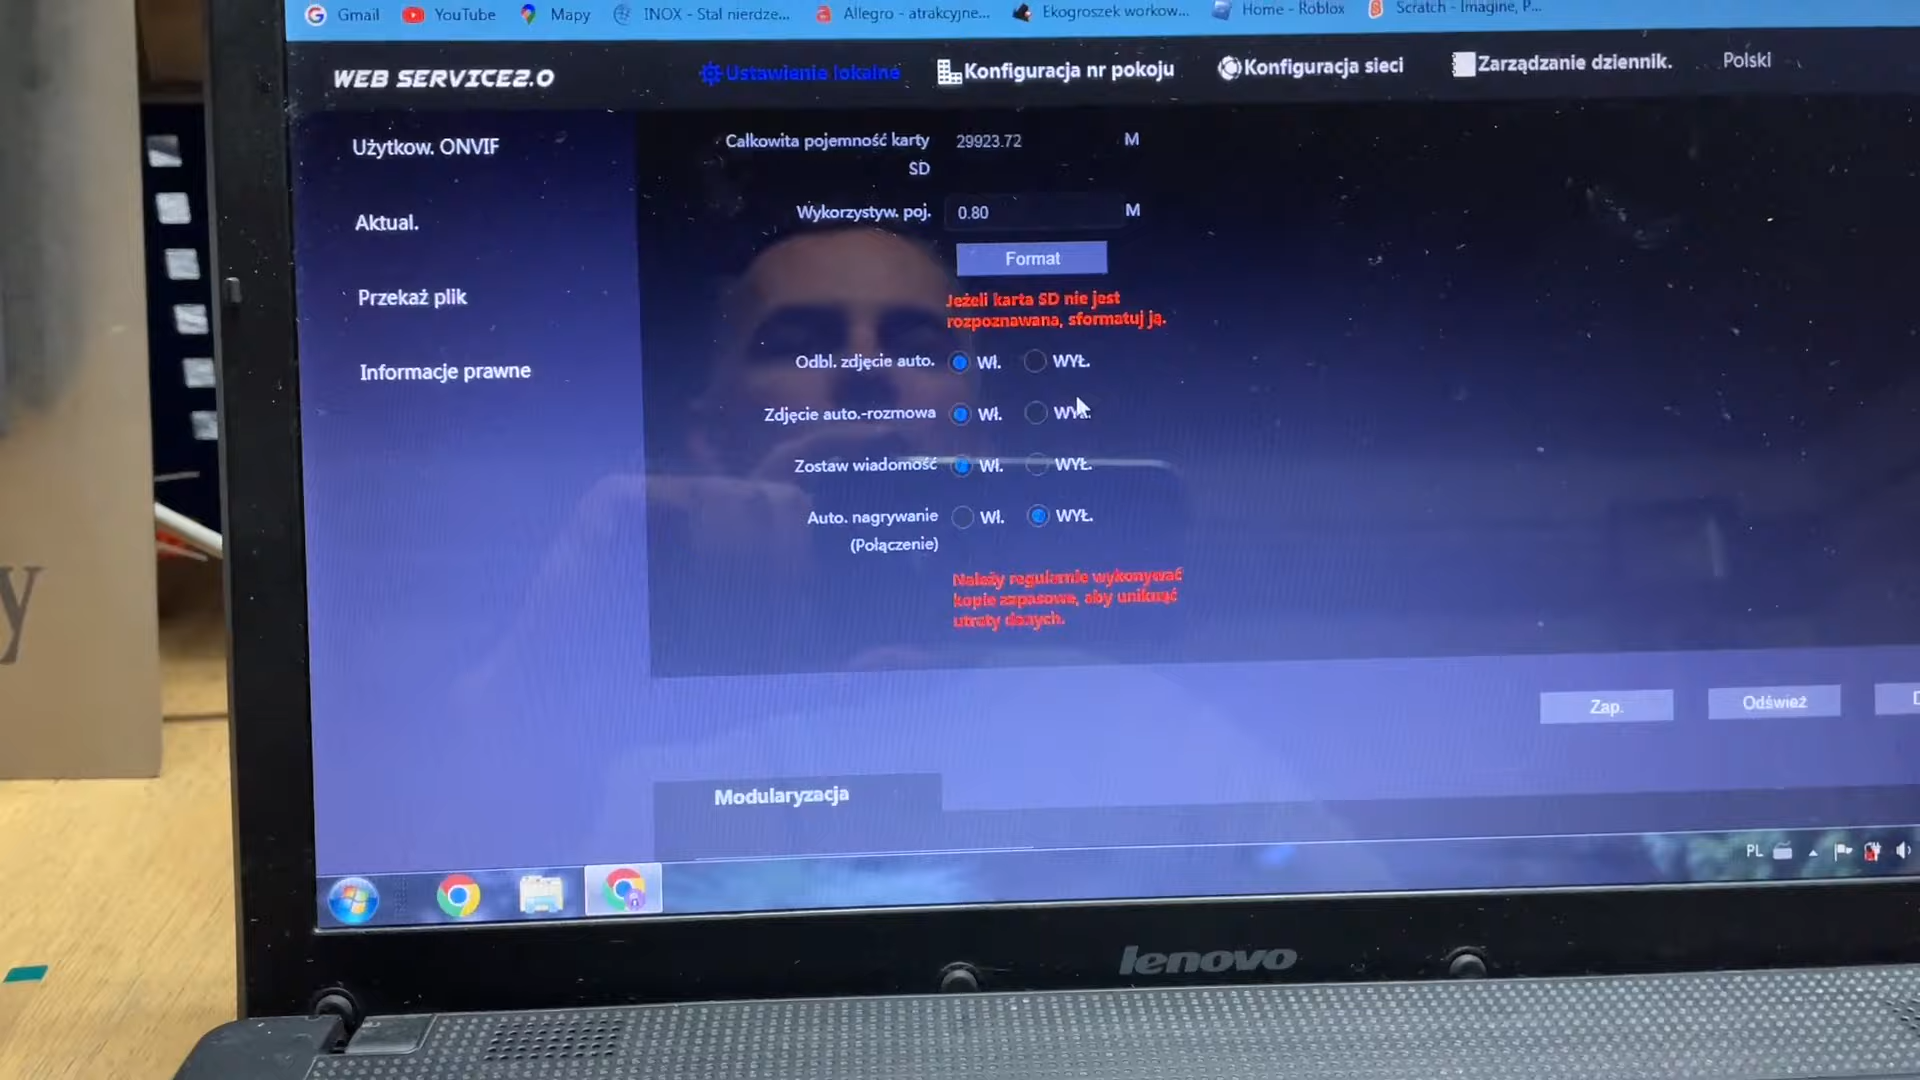 Gmail YouTube Mapy INOX - Stal nierdze... Allegro - atrakcyjne... Ekogroszek workow... Home - Roblox Scratch - Imagine, P...
WEB SERVICE2.0 Ustawienie lokalne Konfiguracja nr pokoju Konfiguracja sieci Zarządzanie dziennik. Polski
Użytkow. ONVIF
Aktual.
Przekaż plik
Informacje prawne
Całkowita pojemność karty 29923.72 M
SD
Wykorzystyw. poj. 0.80 M
Format
Jeżeli karta SD nie jest
rozpoznawana, sformatuj ją.
Odbl. zdjęcie auto. Wł. WYŁ.
Zdjęcie auto.-rozmowa Wł. WYŁ.
Zostaw wiadomość Wł. WYŁ.
Auto. nagrywanie Wł. WYŁ.
(Połączenie)
Należy regularnie wykonywać
kopie zapasowe, aby uniknąć
utraty danych.
Zap. Odśwież
Modularyzacja
PL
lenovo
y